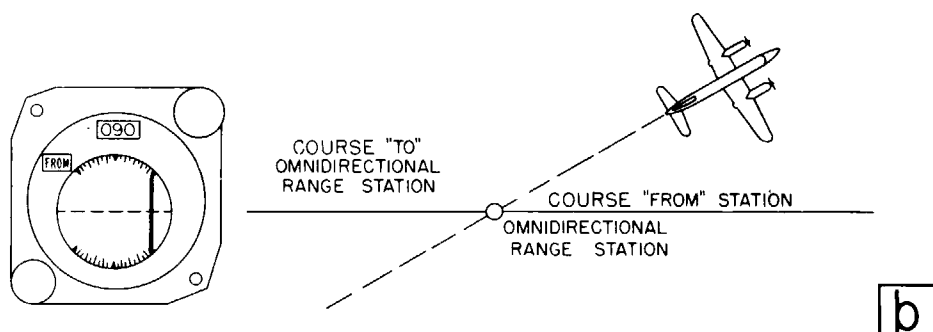 090
FROM
COURSE "TO"
OMNIDIRECTIONAL
RANGE STATION
COURSE "FROM" STATION
OMNIDIRECTIONAL
RANGE STATION
b